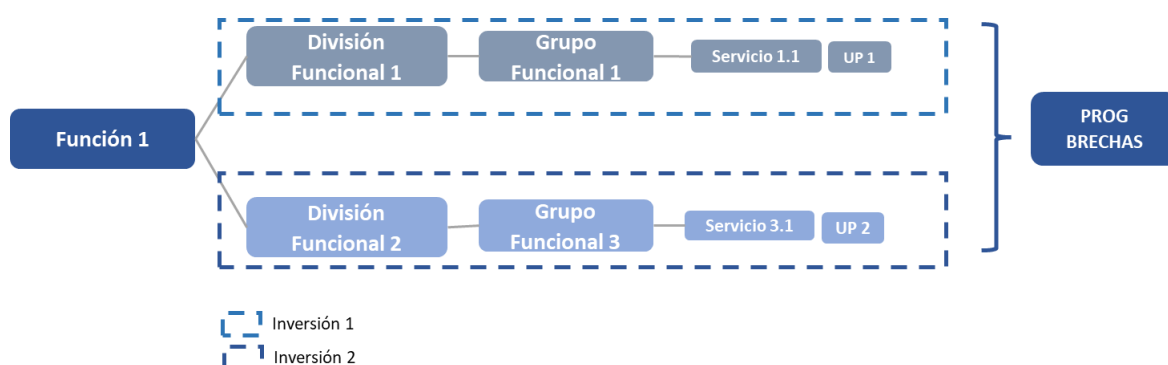 División
Funcional 1
Grupo
Funcional 1
Servicio 1.1
UP 1
Función 1
PROG
BRECHAS
División
Funcional 2
Grupo
Funcional 3
Servicio 3.1
UP 2
Inversión 1
Inversión 2